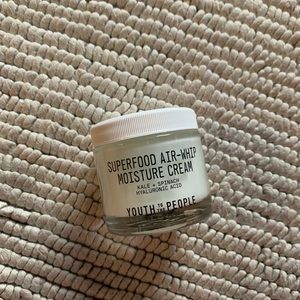 SUPERFOOD AIR-WHIP
MOISTURE CREAM
KALE + SPINACH
HYALURONIC ACID
YOUTH TO THE PEOPLE